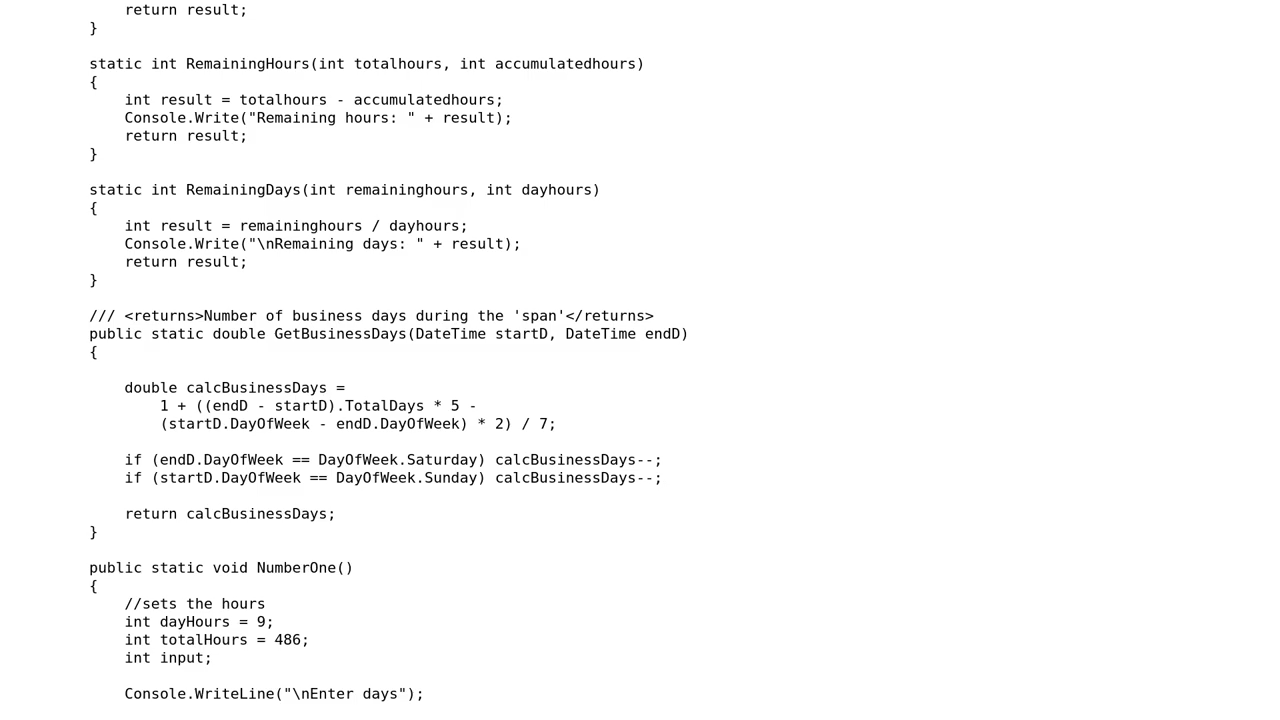 return result;
}
static int RemainingHours(int totalhours, int accumulatedhours)
{
int result = totalhours - accumulatedhours;
Console.Write("Remaining hours: " + result);
return result;
}
static int RemainingDays(int remaininghours, int dayhours)
{
int result = remaininghours / dayhours;
Console.Write("\nRemaining days: " + result);
return result;
}
/// <returns>Number of business days during the 'span'</returns>
public static double GetBusinessDays(DateTime startD, DateTime endD)
{
double calcBusinessDays =
1 + ((endD - startD).TotalDays * 5 -
(startD.DayOfWeek - endD.DayOfWeek) * 2) / 7;
if (endD.DayOfWeek == DayOfWeek.Saturday) calcBusinessDays--;
if (startD.DayOfWeek == DayOfWeek.Sunday) calcBusinessDays--;
return calcBusinessDays;
}
public static void NumberOne()
{
//sets the hours
int dayHours = 9;
int totalHours = 486;
int input;
Console.WriteLine("\nEnter days");